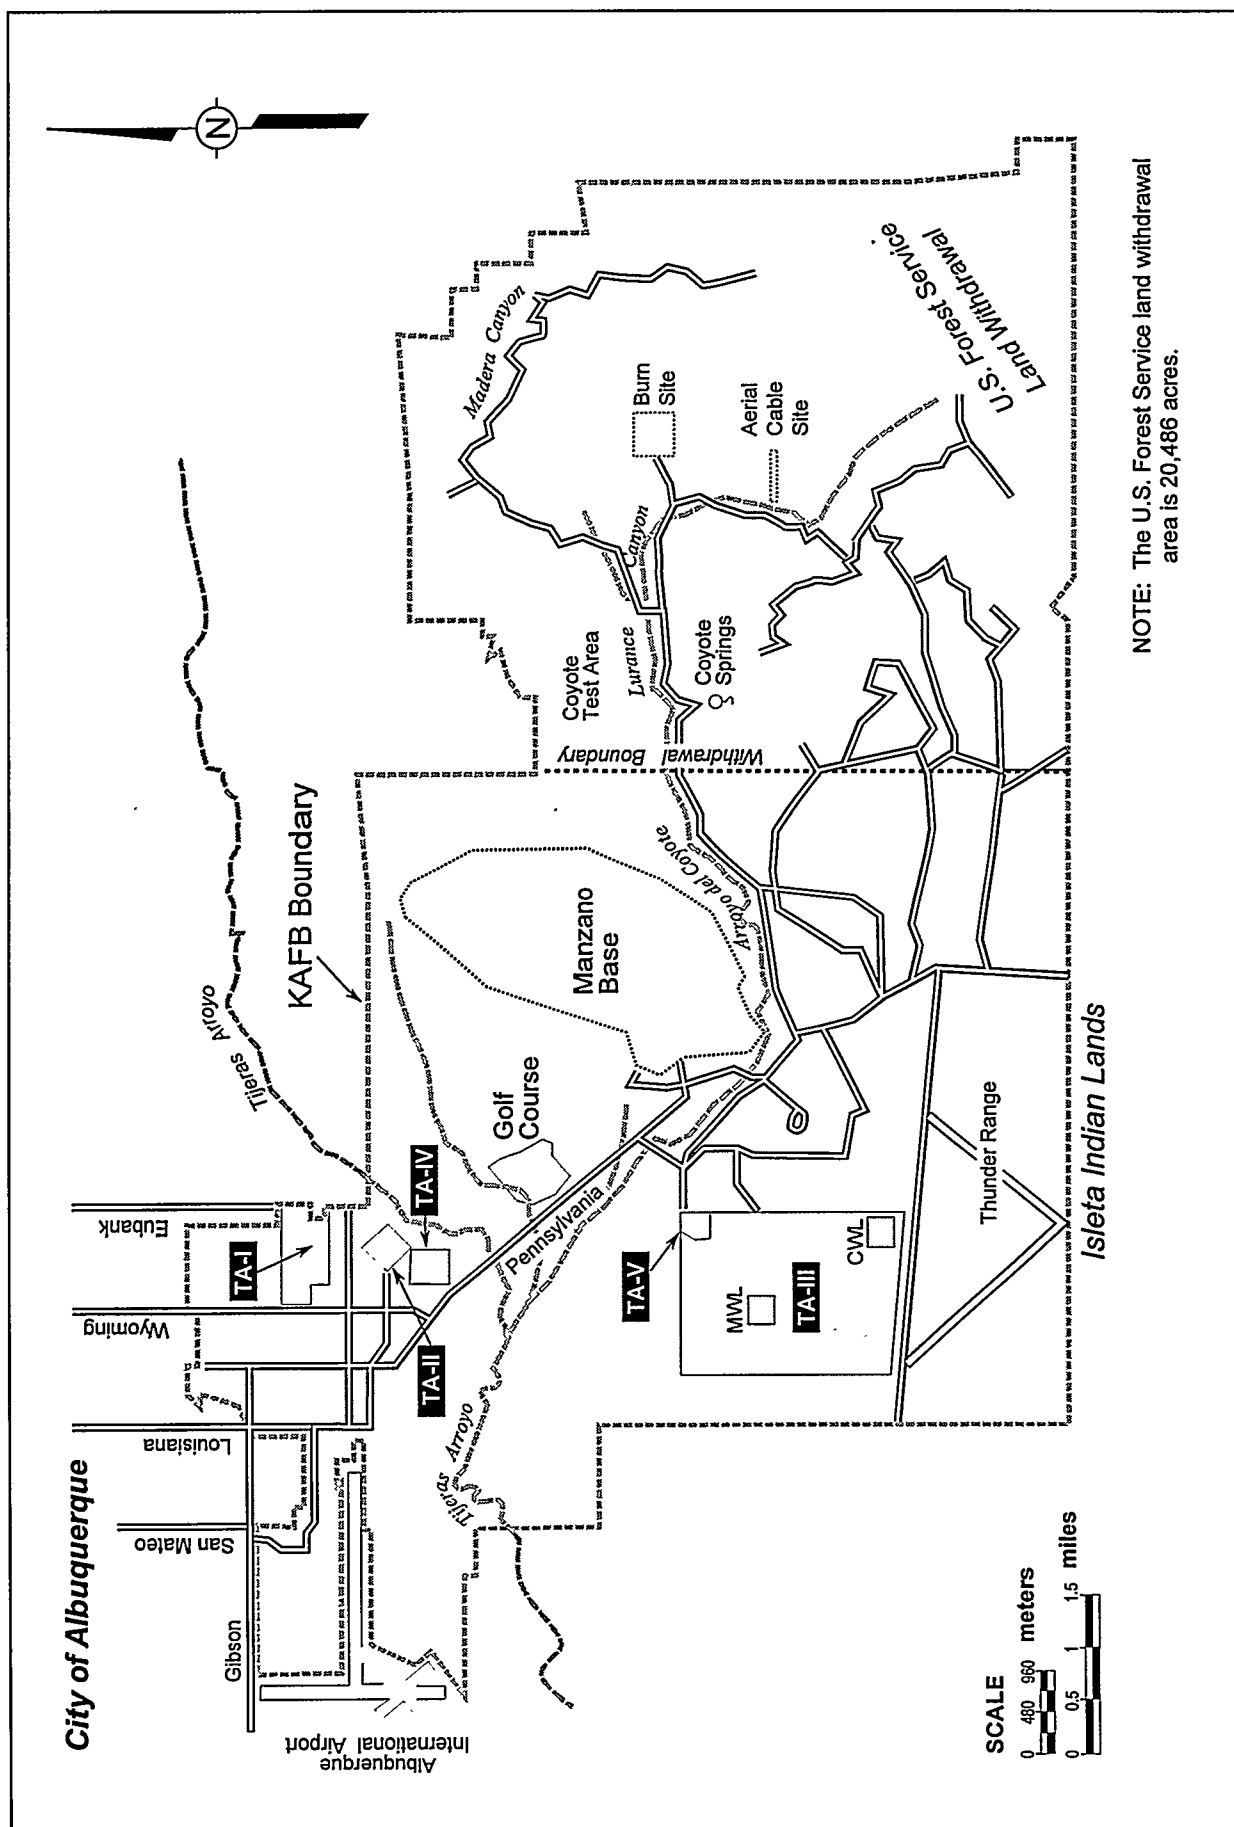 City of Albuquerque
N
Gibson
San Mateo
Louisiana
Wyoming
Eubank
Albuquerque
International Airport
TA-I
TA-II
TA-IV
Tijeras Arroyo
KAFB Boundary
Tijeras Arroyo
Pennsylvania
Golf
Course
Manzano
Base
Arroyo del Coyote
Withdrawal Boundary
Coyote
Test Area
Lurance Canyon
Coyote
Springs
Madera Canyon
Burn
Site
Aerial
Cable
Site
U.S. Forest Service
Land Withdrawal
TA-V
MWL
TA-III
CWL
Thunder Range
Isleta Indian Lands
SCALE
0 480 960 meters
0 0.5 1 1.5 miles
NOTE: The U.S. Forest Service land withdrawal
area is 20,486 acres.